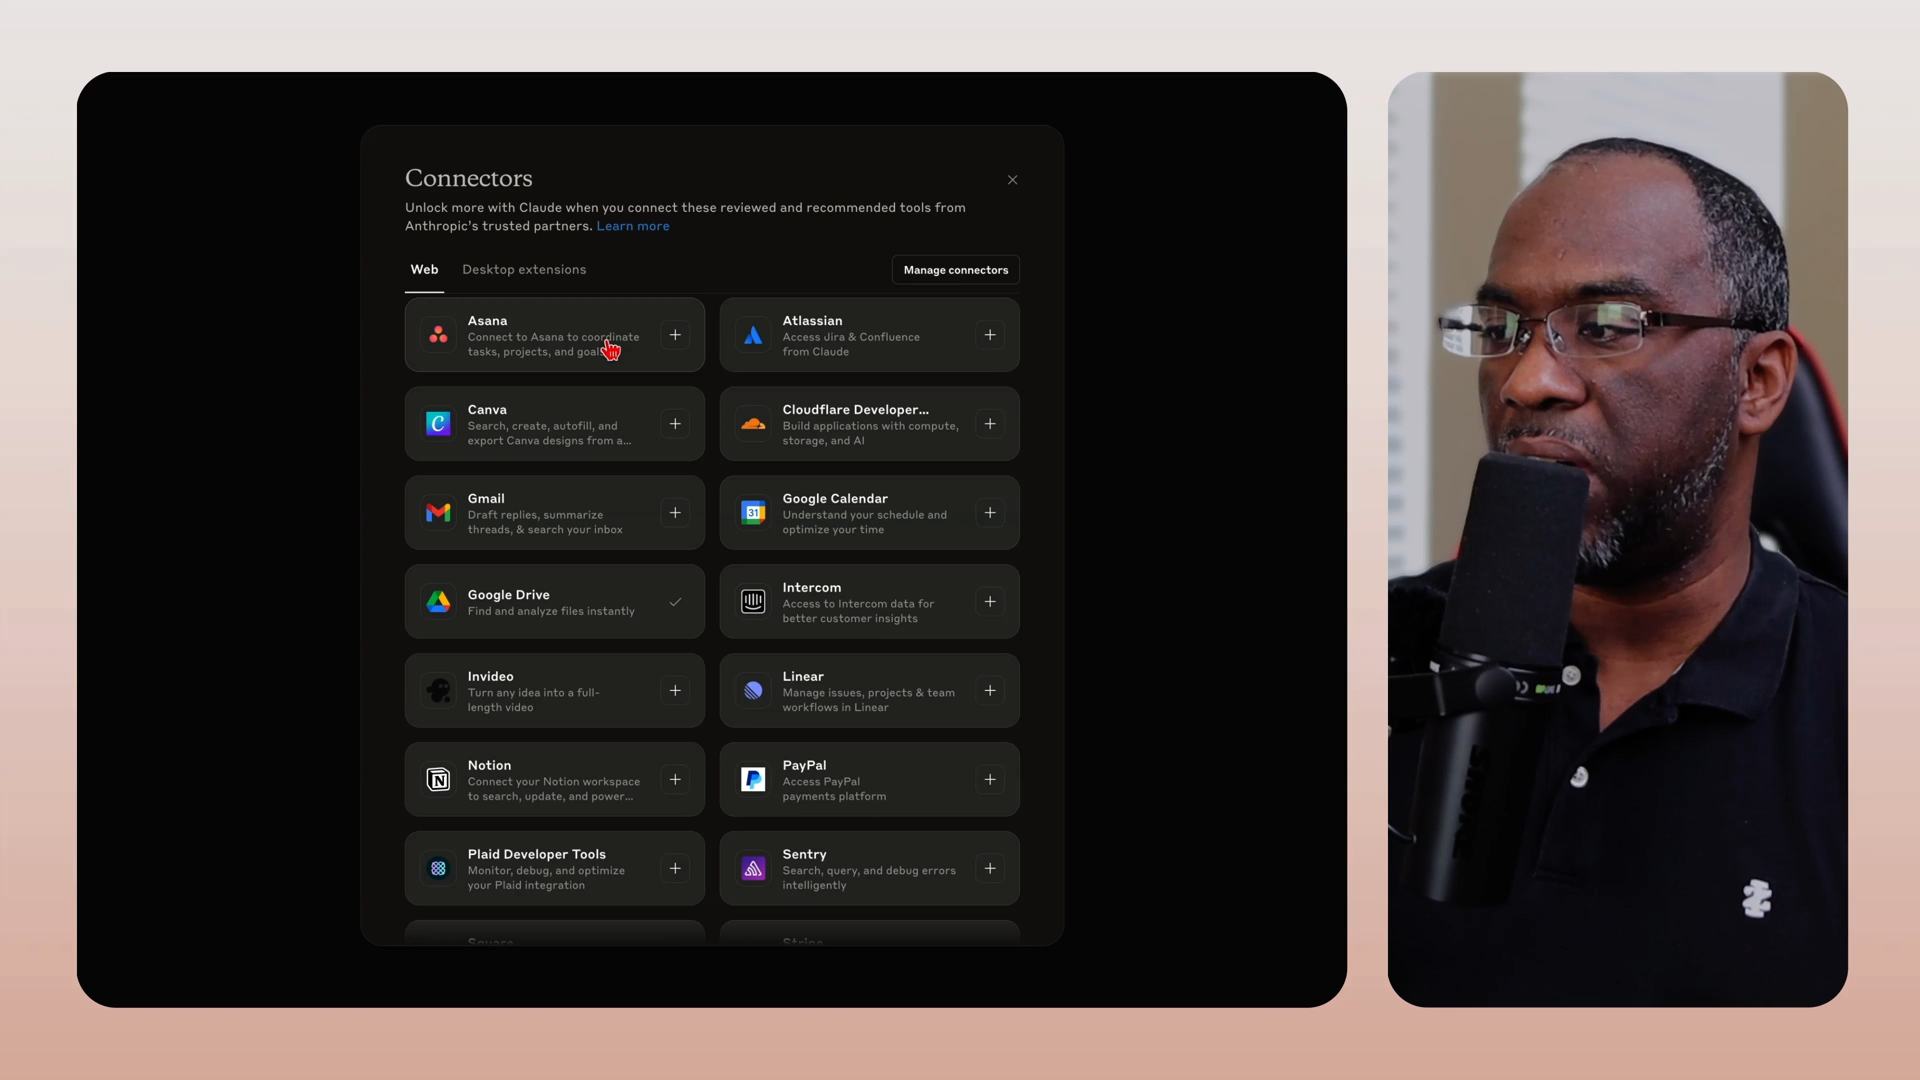 Connectors
Unlock more with Claude when you connect these reviewed and recommended tools from
Anthropic's trusted partners. Learn more
Web
Desktop extensions
Manage connectors
Asana
Connect to Asana to coordinate
tasks, projects, and goals
Atlassian
Access Jira & Confluence
from Claude
Canva
Search, create, autofill, and
export Canva designs from a...
Cloudflare Developer...
Build applications with compute,
storage, and AI
Gmail
Draft replies, summarize
threads, & search your inbox
31
Google Calendar
Understand your schedule and
optimize your time
Google Drive
Find and analyze files instantly
Intercom
Access to Intercom data for
better customer insights
Invideo
Turn any idea into a full-
length video
Linear
Manage issues, projects & team
workflows in Linear
Notion
Connect your Notion workspace
to search, update, and power...
PayPal
Access PayPal
payments platform
Plaid Developer Tools
Monitor, debug, and optimize
your Plaid integration
Sentry
Search, query, and debug errors
intelligently
Square
Stripe